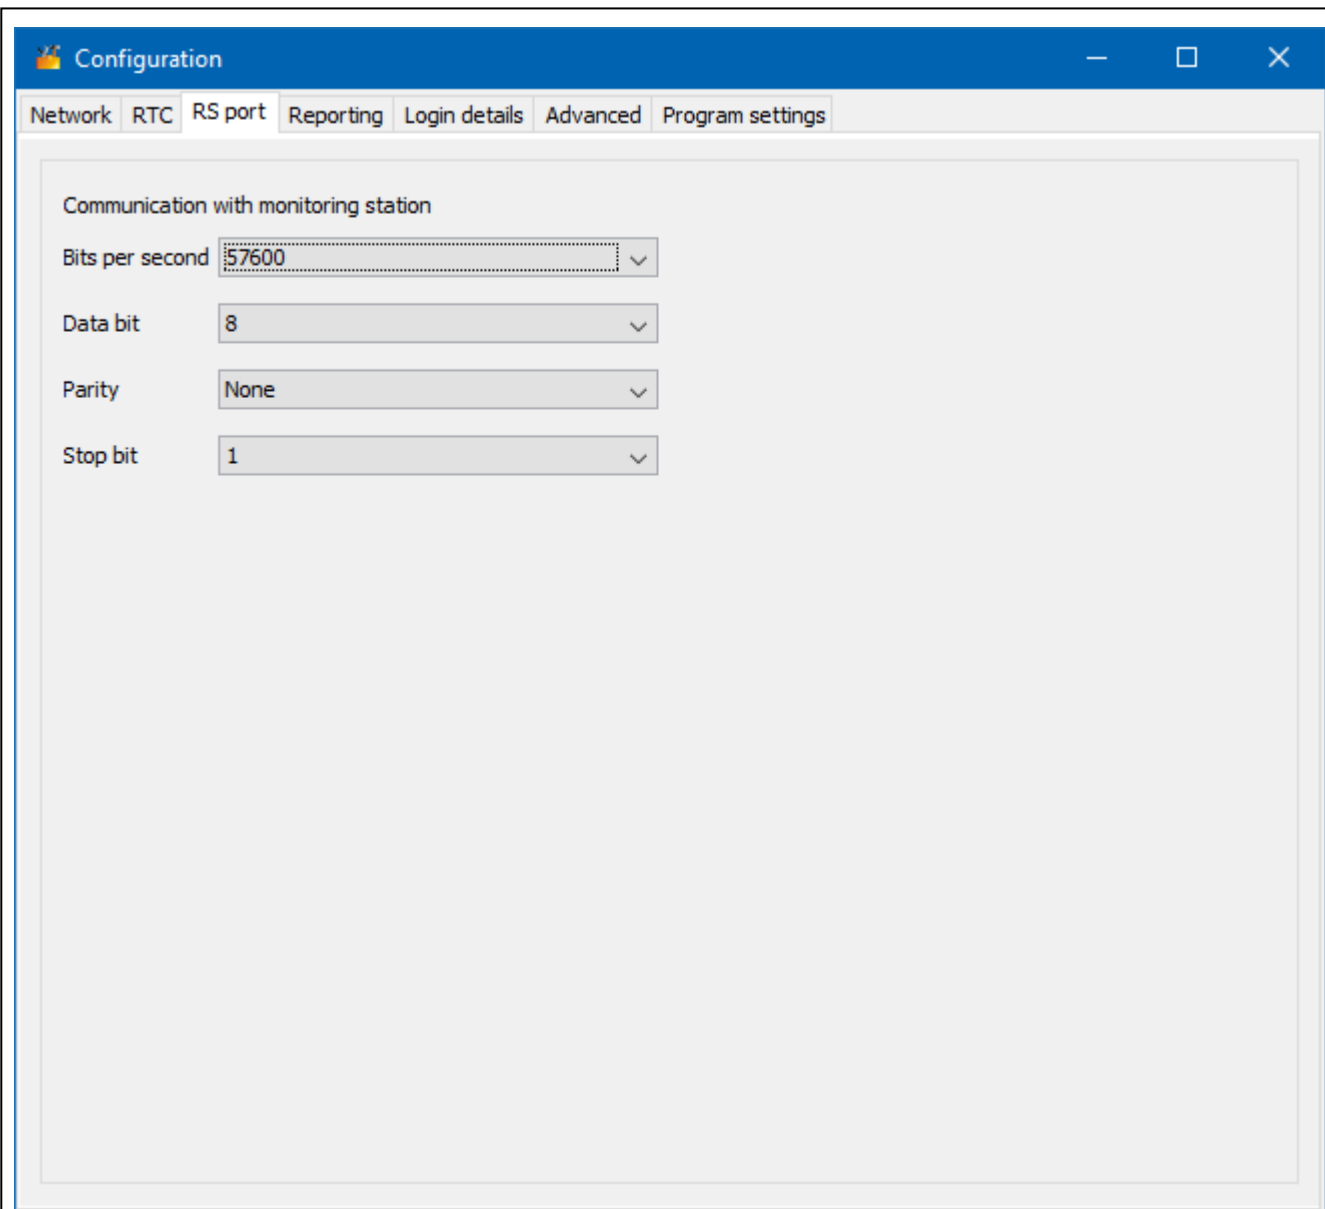 Configuration
Network RTC RS port Reporting Login details Advanced Program settings
Communication with monitoring station
Bits per second 57600
Data bit 8
Parity None
Stop bit 1